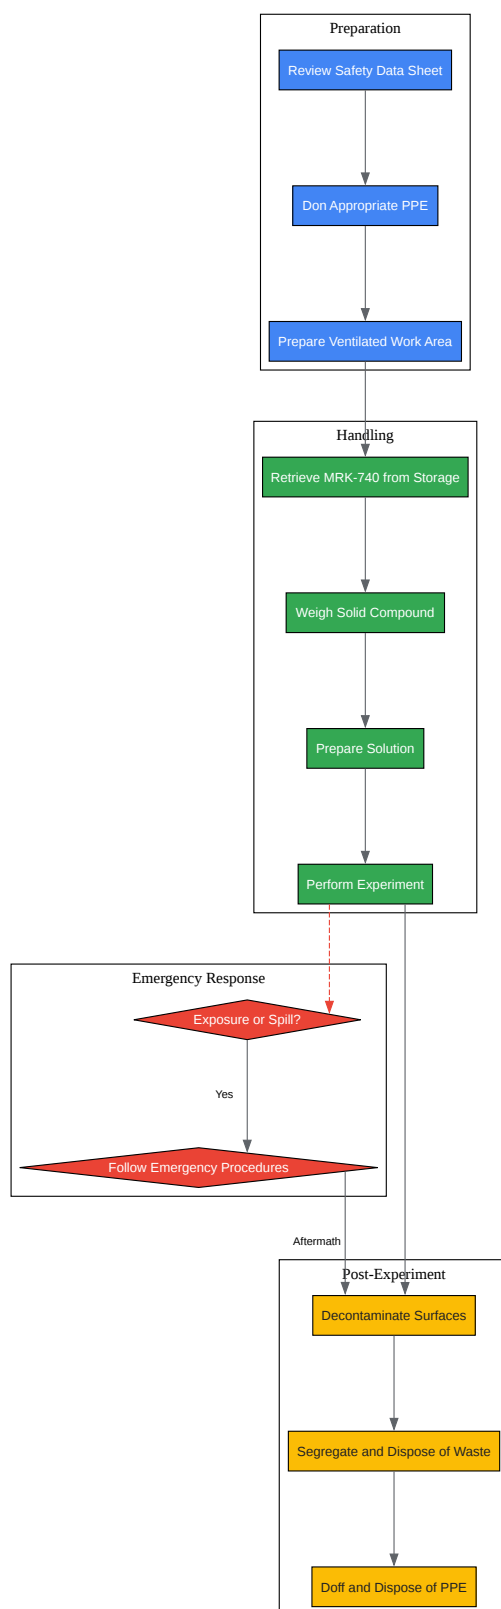 Preparation
Review Safety Data Sheet
Don Appropriate PPE
Prepare Ventilated Work Area
Handling
Retrieve MRK-740 from Storage
Weigh Solid Compound
Prepare Solution
Perform Experiment
Emergency Response
Exposure or Spill?
Yes
Follow Emergency Procedures
Aftermath
Post-Experiment
Decontaminate Surfaces
Segregate and Dispose of Waste
Doff and Dispose of PPE